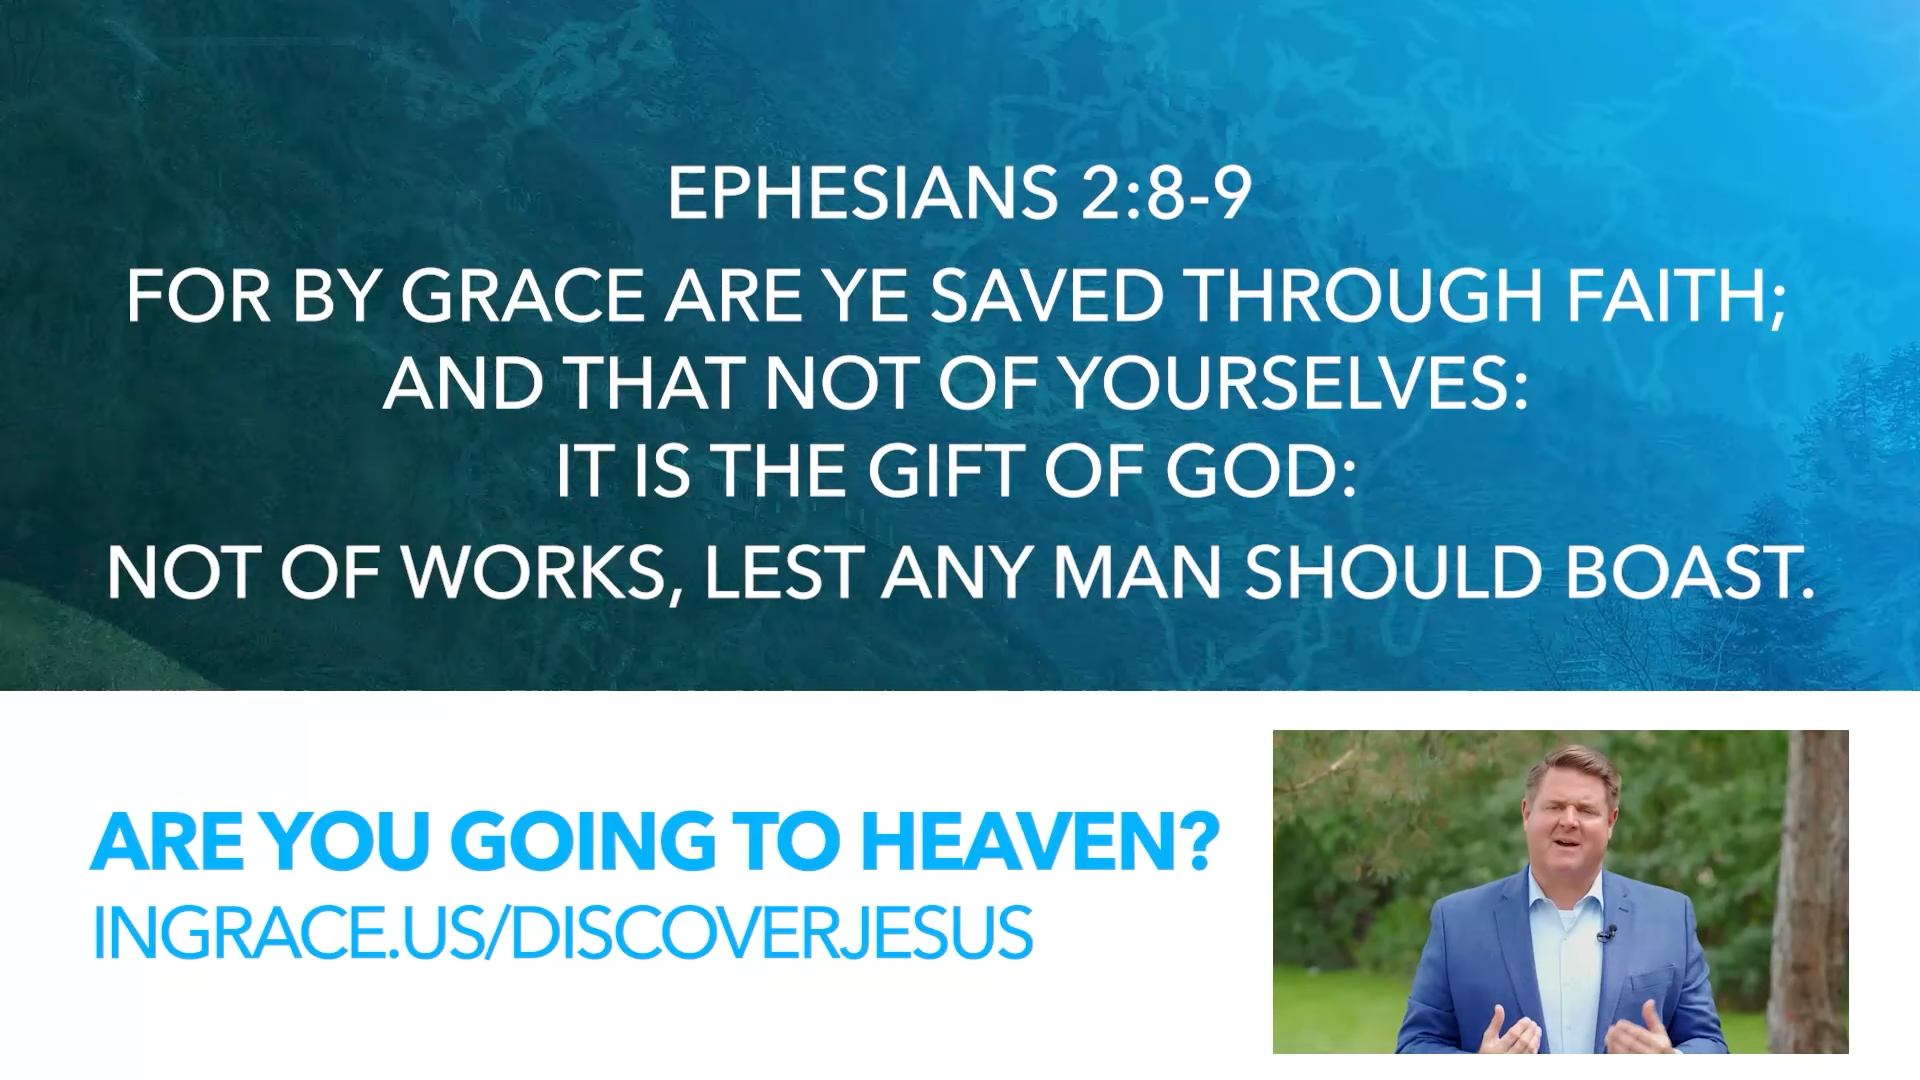 EPHESIANS 2:8-9
FOR BY GRACE ARE YE SAVED THROUGH FAITH;
AND THAT NOT OF YOURSELVES:
IT IS THE GIFT OF GOD:
NOT OF WORKS, LEST ANY MAN SHOULD BOAST.
ARE YOU GOING TO HEAVEN?
INGRACE.US/DISCOVERJESUS